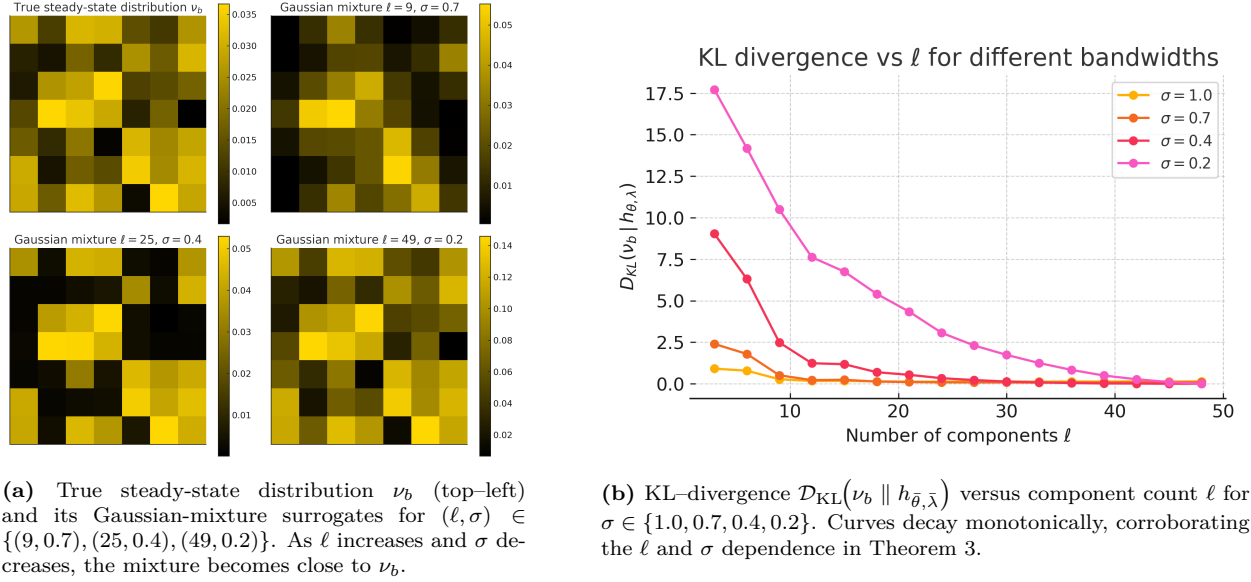 True steady-state distribution ν_b
0.035
0.030
0.025
0.020
0.015
0.010
0.005
Gaussian mixture ℓ = 9, σ = 0.7
0.05
0.04
0.03
0.02
0.01
Gaussian mixture ℓ = 25, σ = 0.4
0.05
0.04
0.03
0.02
0.01
Gaussian mixture ℓ = 49, σ = 0.2
0.14
0.12
0.10
0.08
0.06
0.04
0.02
(a) True steady-state distribution ν_b (top–left)
and its Gaussian-mixture surrogates for (ℓ, σ) ∈
{(9, 0.7), (25, 0.4), (49, 0.2)}. As ℓ increases and σ de-
creases, the mixture becomes close to ν_b.
KL divergence vs ℓ for different bandwidths
D_KL(ν_b | h_θ,λ)
17.5
15.0
12.5
10.0
7.5
5.0
2.5
0.0
σ = 1.0
σ = 0.7
σ = 0.4
σ = 0.2
10 20 30 40 50
Number of components ℓ
(b) KL–divergence 𝒟_KL(ν_b ∥ h_θ̄,λ̄) versus component count ℓ for
σ ∈ {1.0, 0.7, 0.4, 0.2}. Curves decay monotonically, corroborating
the ℓ and σ dependence in Theorem 3.